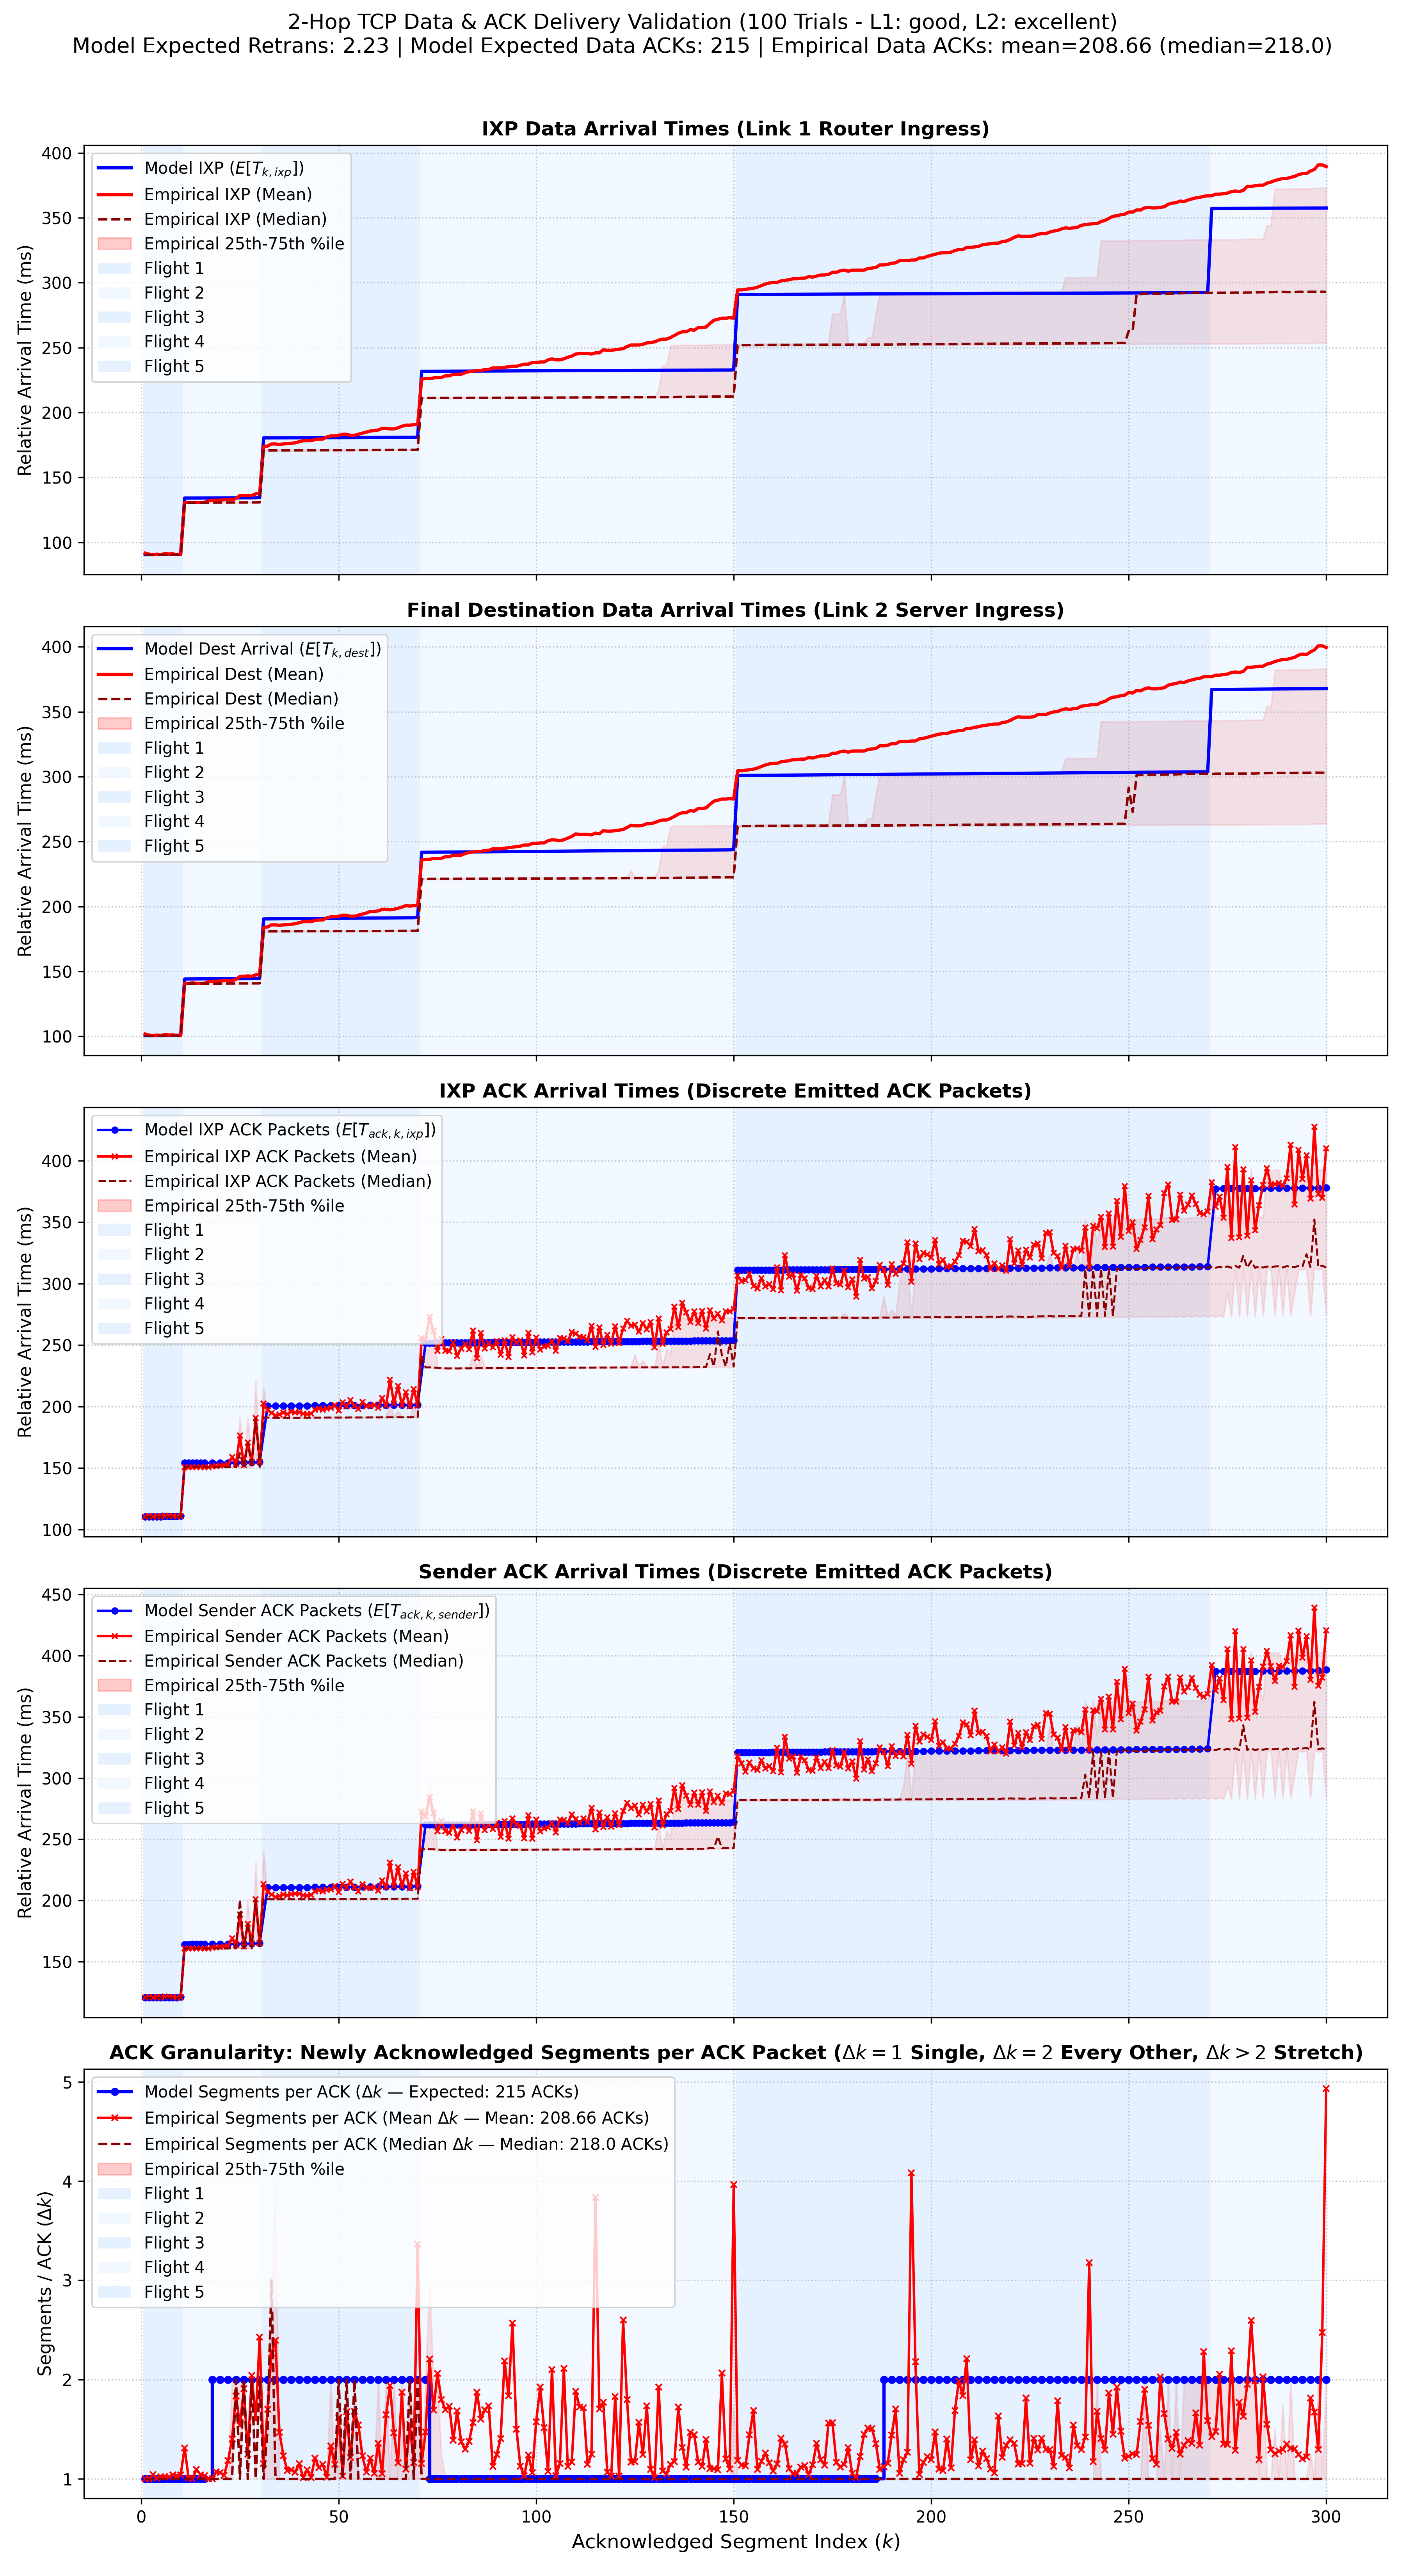 2-Hop TCP Data & ACK Delivery Validation (100 Trials - L1: good, L2: excellent)
Model Expected Retrans: 2.23 | Model Expected Data ACKs: 215 | Empirical Data ACKs: mean=208.66 (median=218.0)
IXP Data Arrival Times (Link 1 Router Ingress)
Relative Arrival Time (ms)
400
350
300
250
200
150
100
Model IXP (E[T_{k,ixp}])
Empirical IXP (Mean)
Empirical IXP (Median)
Empirical 25th-75th %ile
Flight 1
Flight 2
Flight 3
Flight 4
Flight 5
Final Destination Data Arrival Times (Link 2 Server Ingress)
Relative Arrival Time (ms)
400
350
300
250
200
150
100
Model Dest Arrival (E[T_{k,dest}])
Empirical Dest (Mean)
Empirical Dest (Median)
Empirical 25th-75th %ile
Flight 1
Flight 2
Flight 3
Flight 4
Flight 5
IXP ACK Arrival Times (Discrete Emitted ACK Packets)
Relative Arrival Time (ms)
400
350
300
250
200
150
100
Model IXP ACK Packets (E[T_{ack,k,ixp}])
Empirical IXP ACK Packets (Mean)
Empirical IXP ACK Packets (Median)
Empirical 25th-75th %ile
Flight 1
Flight 2
Flight 3
Flight 4
Flight 5
Sender ACK Arrival Times (Discrete Emitted ACK Packets)
Relative Arrival Time (ms)
450
400
350
300
250
200
150
Model Sender ACK Packets (E[T_{ack,k,sender}])
Empirical Sender ACK Packets (Mean)
Empirical Sender ACK Packets (Median)
Empirical 25th-75th %ile
Flight 1
Flight 2
Flight 3
Flight 4
Flight 5
ACK Granularity: Newly Acknowledged Segments per ACK Packet (Δk = 1 Single, Δk = 2 Every Other, Δk > 2 Stretch)
Segments / ACK (Δk)
5
4
3
2
1
Model Segments per ACK (Δk — Expected: 215 ACKs)
Empirical Segments per ACK (Mean Δk — Mean: 208.66 ACKs)
Empirical Segments per ACK (Median Δk — Median: 218.0 ACKs)
Empirical 25th-75th %ile
Flight 1
Flight 2
Flight 3
Flight 4
Flight 5
0 50 100 150 200 250 300
Acknowledged Segment Index (k)